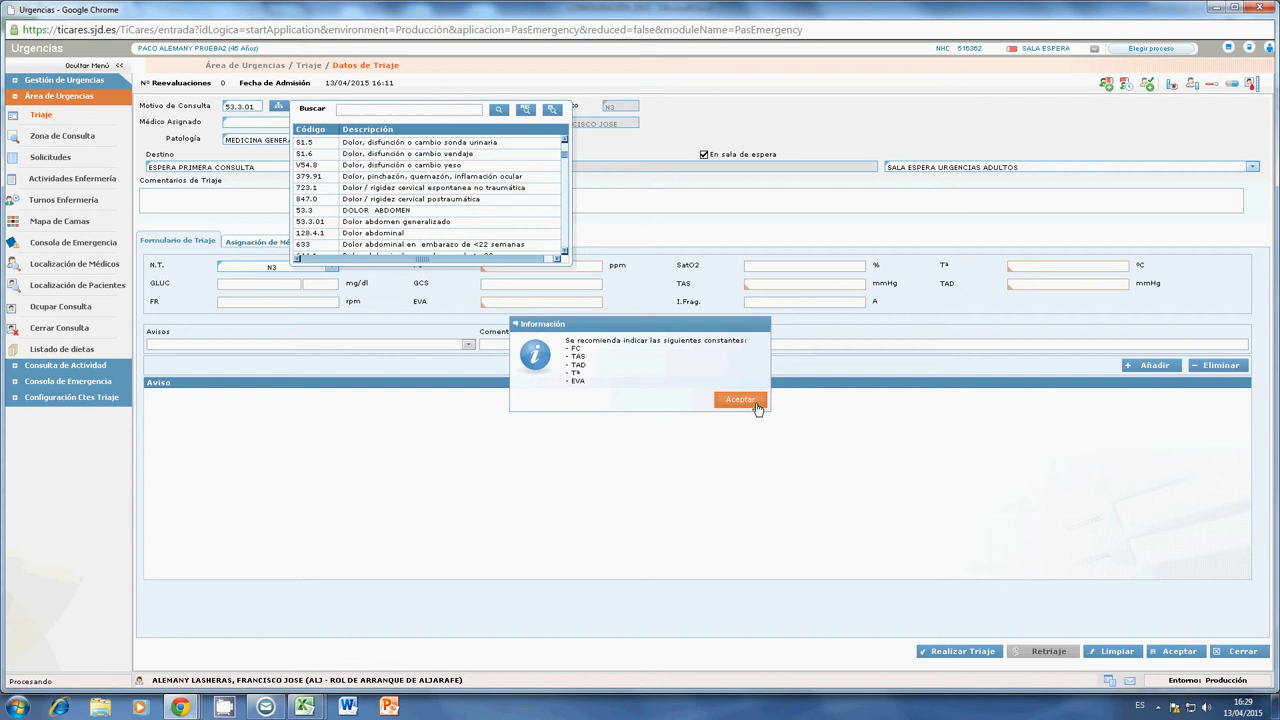 Urgencias - Google Chrome
https://ticares.sjd.es/TiCares/entrada?idLogica=startApplication&environment=Producción&aplicacion=PasEmergency&reduced=false&moduleName=PasEmergency
Urgencias
PACO ALEMANY PRUEBA2 (45 Años)
NHC 516362
SALA ESPERA
Elegir proceso
Ocultar Menú <<
Área de Urgencias / Triaje / Datos de Triaje
Nº Reevaluaciones 0 Fecha de Admisión 13/04/2015 16:11
Gestión de Urgencias
Área de Urgencias
Triaje
Zona de Consulta
Solicitudes
Actividades Enfermería
Turnos Enfermería
Mapa de Camas
Consola de Emergencia
Localización de Médicos
Localización de Pacientes
Ocupar Consulta
Cerrar Consulta
Listado de dietas
Consulta de Actividad
Consola de Emergencia
Configuración Ctes Triaje
Motivo de Consulta 53.3.01
N3
Médico Asignado
CISCO JOSE
Patología MEDICINA GENERA
Destino
En sala de espera
ESPERA PRIMERA CONSULTA
SALA ESPERA URGENCIAS ADULTOS
Comentarios de Triaje
Buscar
Código Descripción
S1.5 Dolor, disfunción o cambio sonda urinaria
S1.6 Dolor, disfunción o cambio vendaje
V54.8 Dolor, disfunción o cambio yeso
379.91 Dolor, pinchazón, quemazón, inflamación ocular
723.1 Dolor / rigidez cervical espontanea no traumática
847.0 Dolor / rigidez cervical postraumática
53.3 DOLOR ABDOMEN
53.3.01 Dolor abdomen generalizado
128.4.1 Dolor abdominal
633 Dolor abdominal en embarazo de <22 semanas
Formulario de Triaje
Asignación de Mé
N.T. N3
ppm
SatO2 %
Tª ºC
GLUC mg/dl
GCS
TAS mmHg
TAD mmHg
FR rpm
EVA
I.Frag. A
Avisos
Comen
Añadir
Eliminar
Aviso
Información
Se recomienda indicar las siguientes constantes:
- FC
- TAS
- TAD
- Tª
- EVA
Aceptar
Realizar Triaje
Retriaje
Limpiar
Aceptar
Cerrar
Procesando
ALEMANY LASHERAS, FRANCISCO JOSE (ALJ - ROL DE ARRANQUE DE ALJARAFE)
Entorno: Producción
ES
16:29
13/04/2015